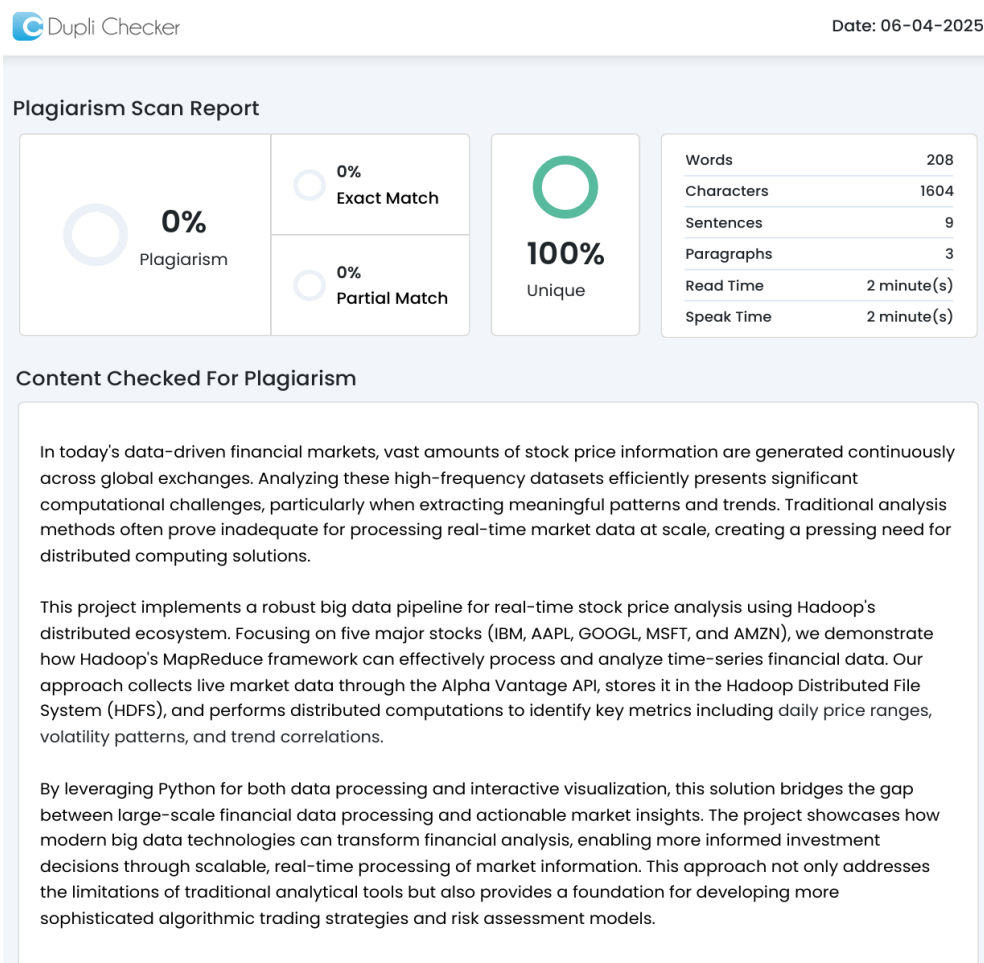 Dupli Checker
Date: 06-04-2025
Plagiarism Scan Report
0%
Plagiarism
0%
Exact Match
0%
Partial Match
100%
Unique
Words 208
Characters 1604
Sentences 9
Paragraphs 3
Read Time 2 minute(s)
Speak Time 2 minute(s)
Content Checked For Plagiarism
In today's data-driven financial markets, vast amounts of stock price information are generated continuously
across global exchanges. Analyzing these high-frequency datasets efficiently presents significant
computational challenges, particularly when extracting meaningful patterns and trends. Traditional analysis
methods often prove inadequate for processing real-time market data at scale, creating a pressing need for
distributed computing solutions.
This project implements a robust big data pipeline for real-time stock price analysis using Hadoop's
distributed ecosystem. Focusing on five major stocks (IBM, AAPL, GOOGL, MSFT, and AMZN), we demonstrate
how Hadoop's MapReduce framework can effectively process and analyze time-series financial data. Our
approach collects live market data through the Alpha Vantage API, stores it in the Hadoop Distributed File
System (HDFS), and performs distributed computations to identify key metrics including daily price ranges,
volatility patterns, and trend correlations.
By leveraging Python for both data processing and interactive visualization, this solution bridges the gap
between large-scale financial data processing and actionable market insights. The project showcases how
modern big data technologies can transform financial analysis, enabling more informed investment
decisions through scalable, real-time processing of market information. This approach not only addresses
the limitations of traditional analytical tools but also provides a foundation for developing more
sophisticated algorithmic trading strategies and risk assessment models.